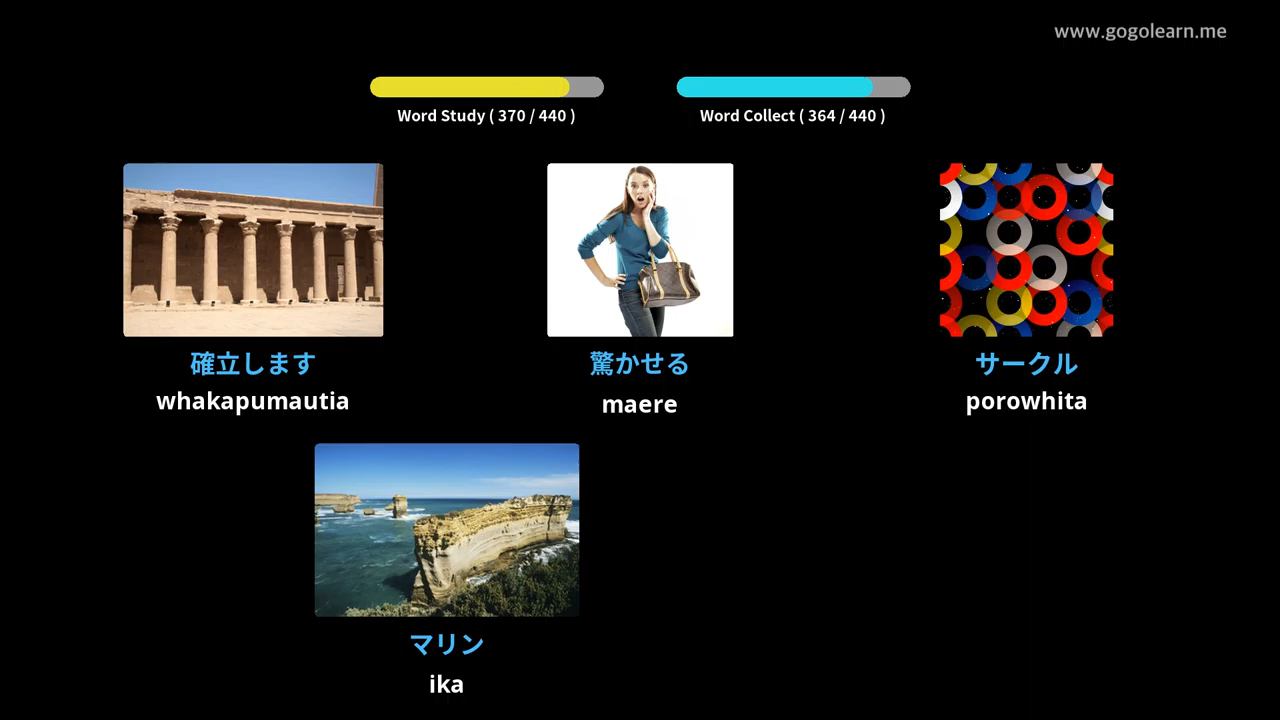 www.gogolearn.me
Word Study ( 370 / 440 )
Word Collect ( 364 / 440 )
確立します
whakapumautia
驚かせる
maere
サークル
porowhita
マリン
ika